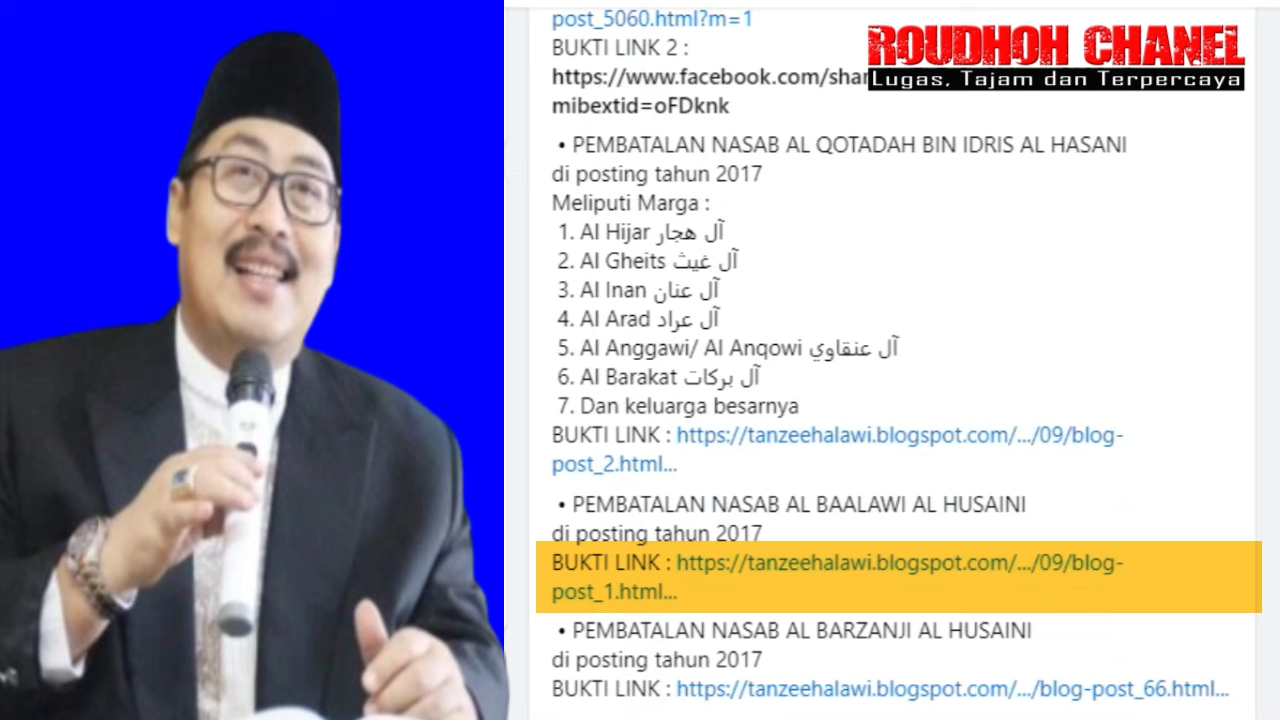 post_5060.html?m=1
BUKTI LINK 2 :
https://www.facebook.com/shar
mibextid=oFDknk
ROUDHOH CHANEL
Lugas, Tajam dan Terpercaya
• PEMBATALAN NASAB AL QOTADAH BIN IDRIS AL HASANI
di posting tahun 2017
Meliputi Marga :
1. Al Hijar آل هجار
2. Al Gheits آل غيث
3. Al Inan آل عنان
4. Al Arad آل عراد
5. Al Anggawi/ Al Anqowi آل عنقاوي
6. Al Barakat آل بركات
7. Dan keluarga besarnya
BUKTI LINK : https://tanzeehalawi.blogspot.com/.../09/blog-
post_2.html...
• PEMBATALAN NASAB AL BAALAWI AL HUSAINI
di posting tahun 2017
BUKTI LINK : https://tanzeehalawi.blogspot.com/.../09/blog-
post_1.html...
• PEMBATALAN NASAB AL BARZANJI AL HUSAINI
di posting tahun 2017
BUKTI LINK : https://tanzeehalawi.blogspot.com/.../blog-post_66.html...